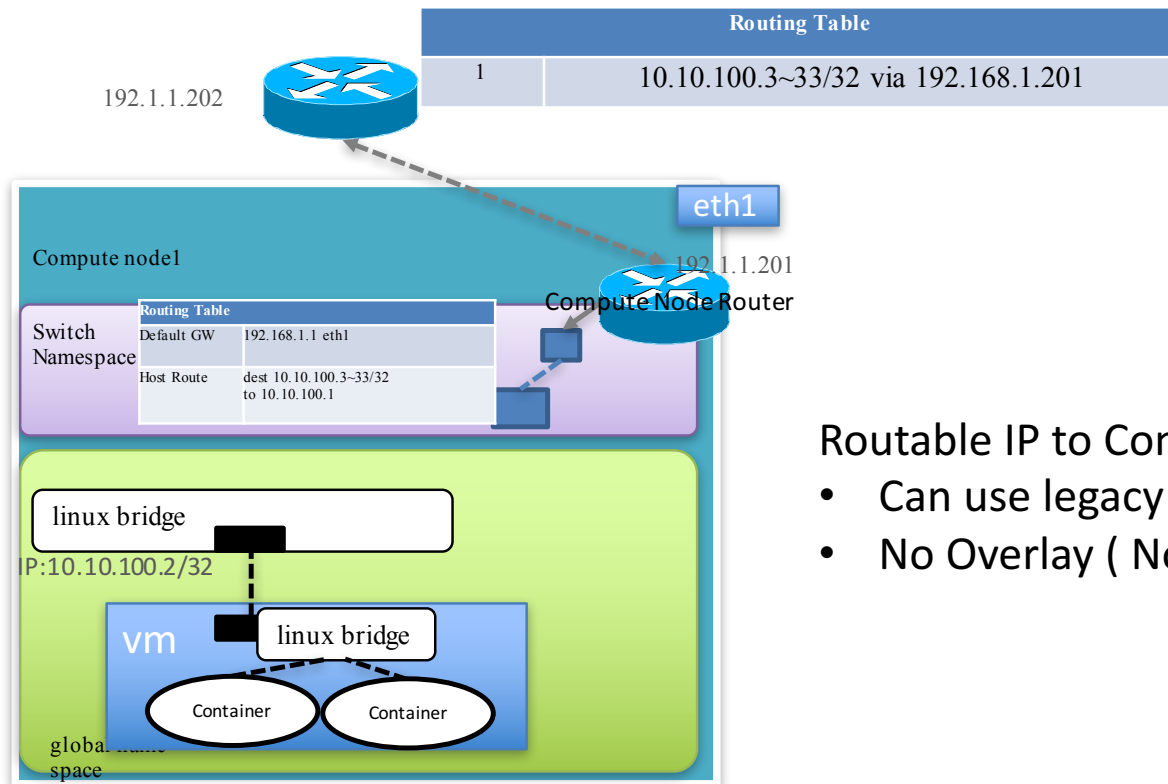 Routing Table
1 10.10.100.3~33/32 via 192.168.1.201
192.1.1.202
eth1
Compute node1
192.1.1.201
Compute Node Router
Switch
Namespace
Routing Table
Default GW 192.168.1.1 eth1
Host Route dest 10.10.100.3~33/32
to 10.10.100.1
Routable IP to
• Can use legacy
• No Overlay (
linux bridge
IP:10.10.100.2/32
vm
linux bridge
Container Container
global
space